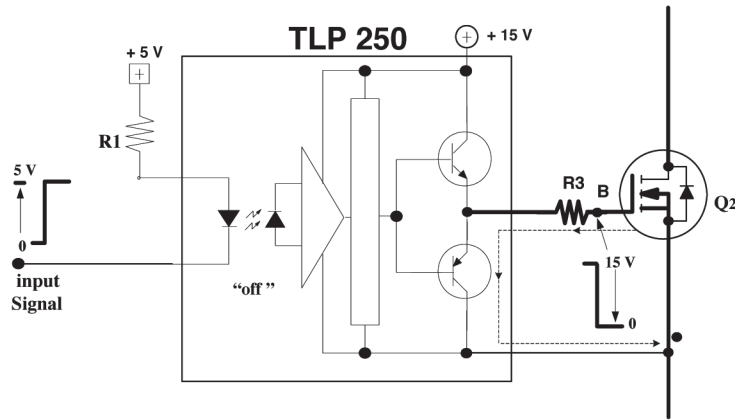 TLP 250
+ 15 V
+ 5 V
R1
5 V
0
input
Signal
“off”
R3
B
Q2
15 V
0